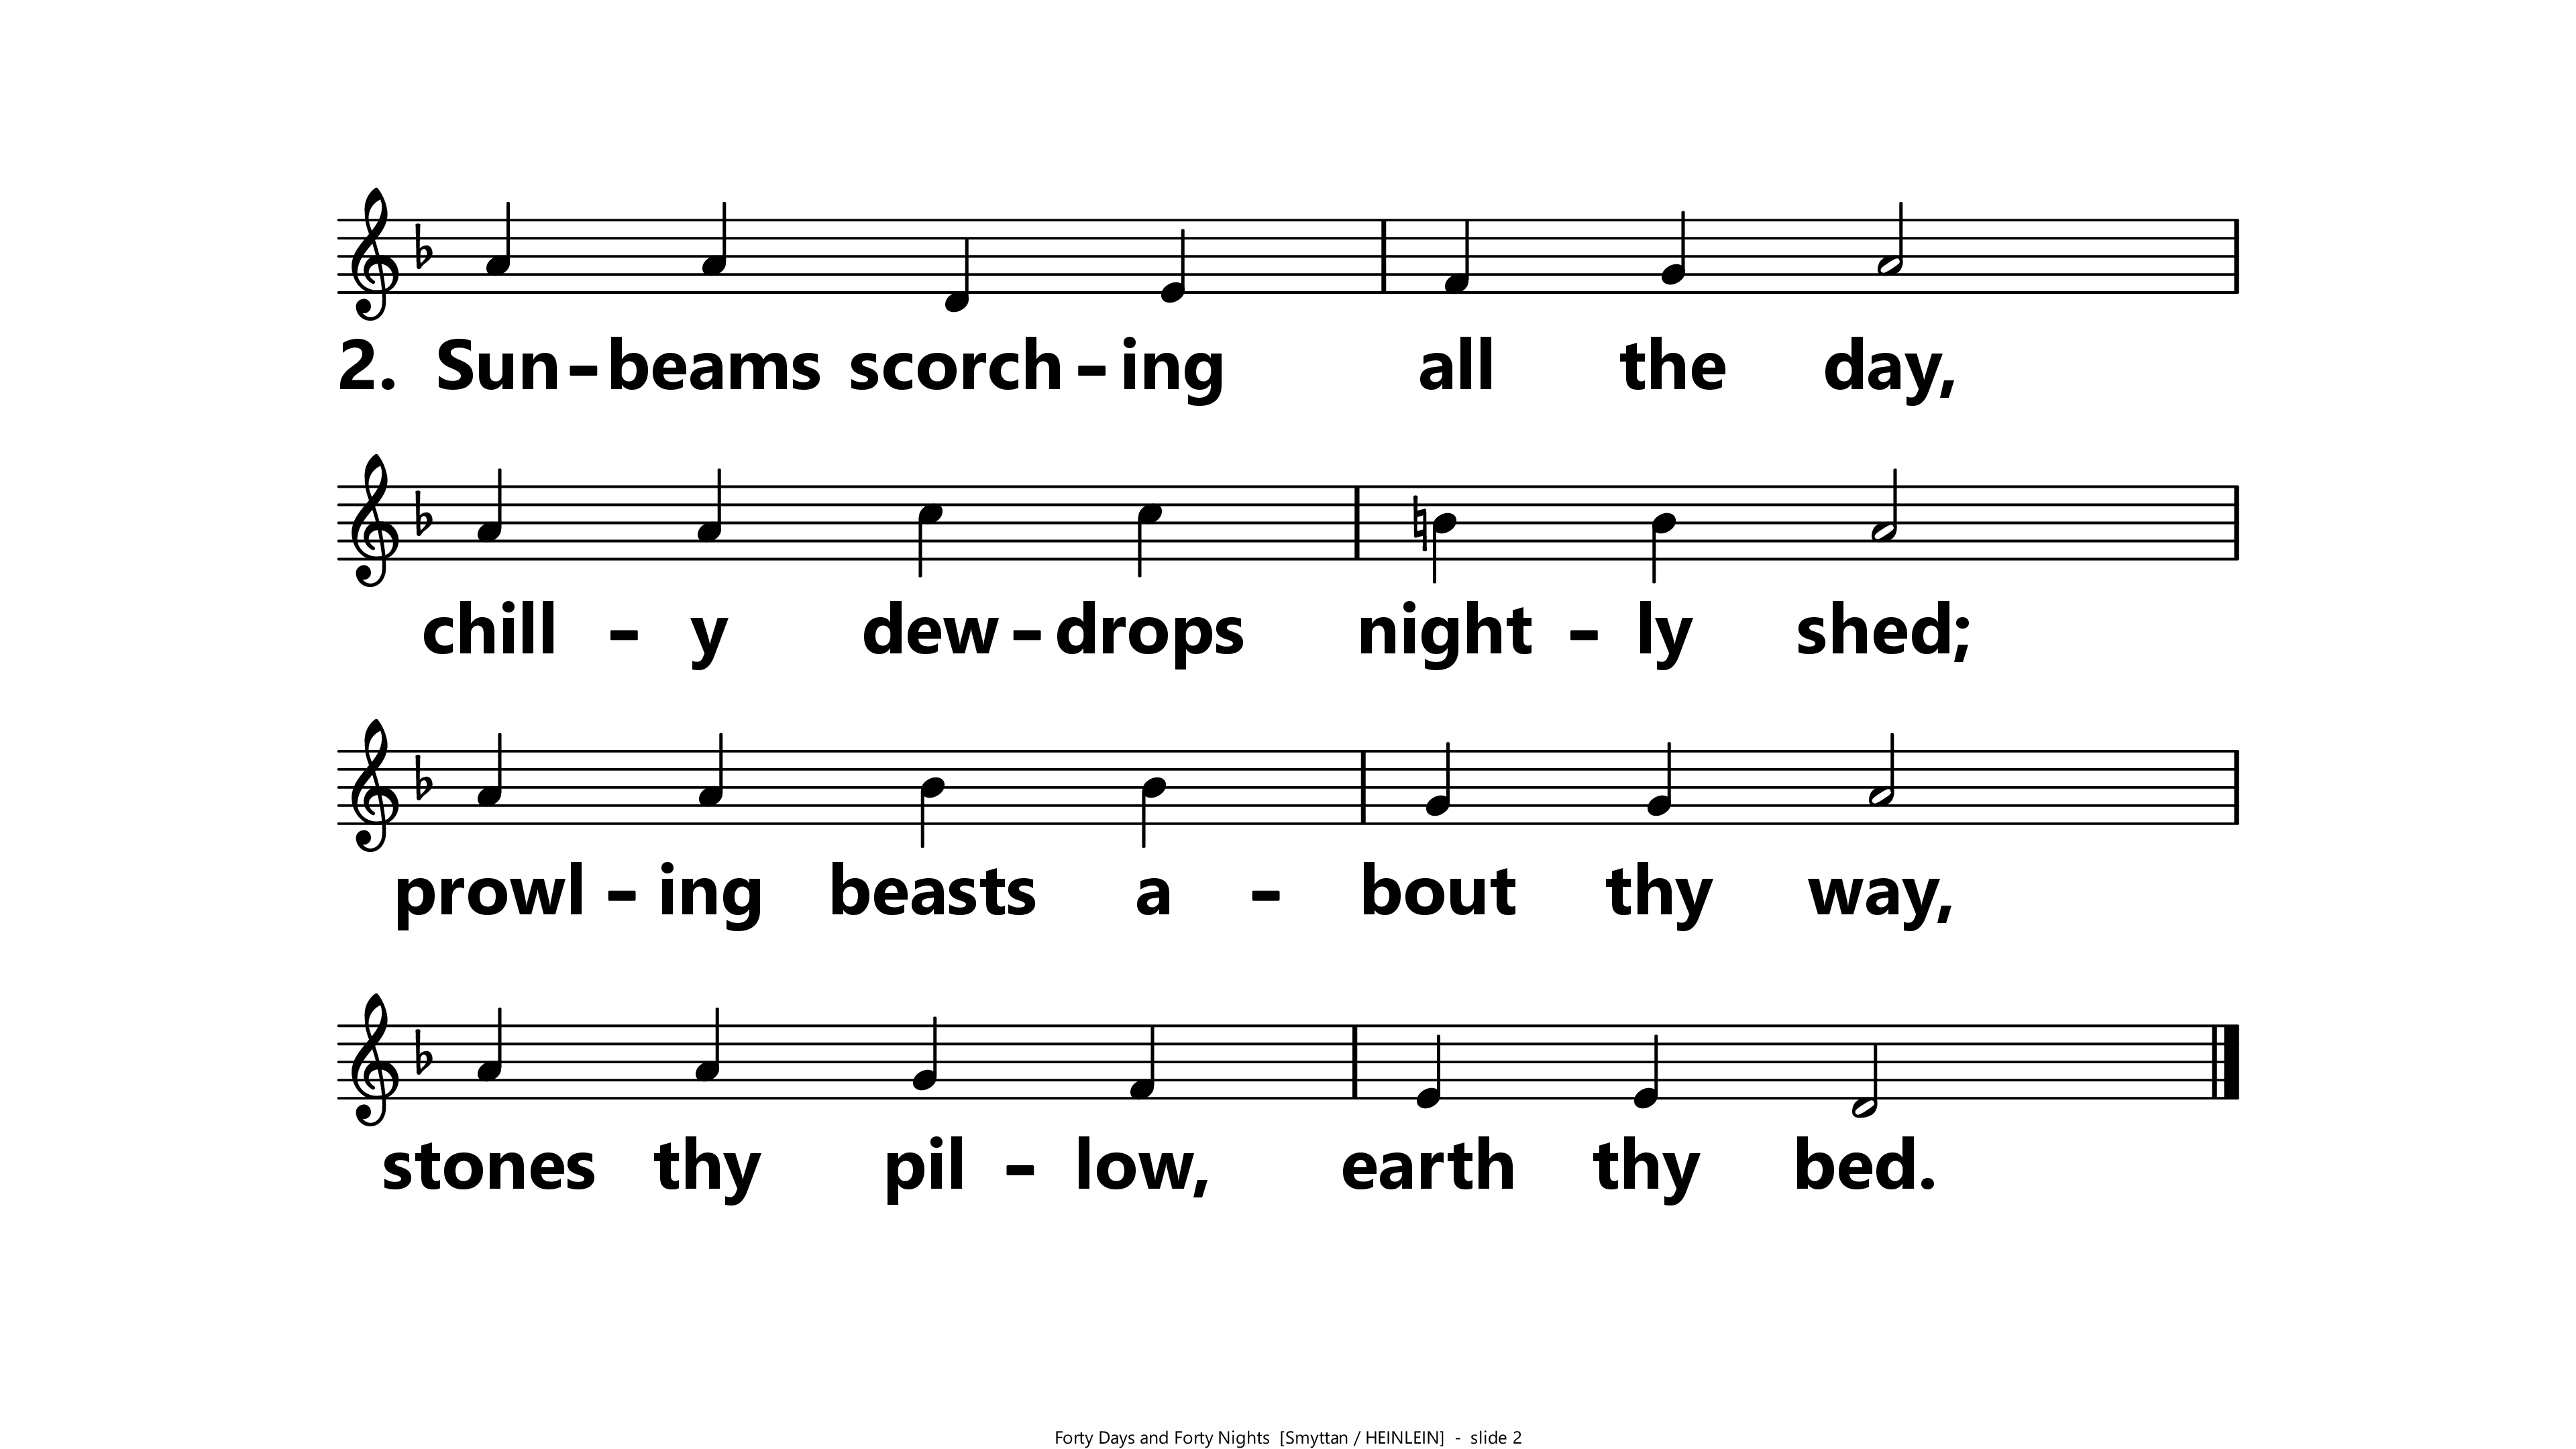 2. Sun-beams scorch-ing all the day,
chill - y dew-drops night - ly shed;
prowl - ing beasts a - bout thy way,
stones thy pil - low, earth thy bed.
Forty Days and Forty Nights [Smyttan / HEINLEIN] - slide 2